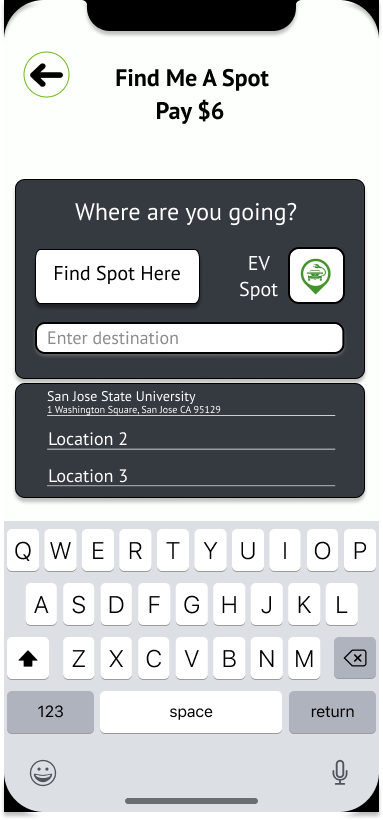 Find Me A Spot
Pay $6
Where are you going?
Find Spot Here
EV
Spot
Enter destination
San Jose State University
1 Washington Square, San Jose CA 95129
Location 2
Location 3
Q W E R T Y U I O P
A S D F G H J K L
Z X C V B N M
123 space return